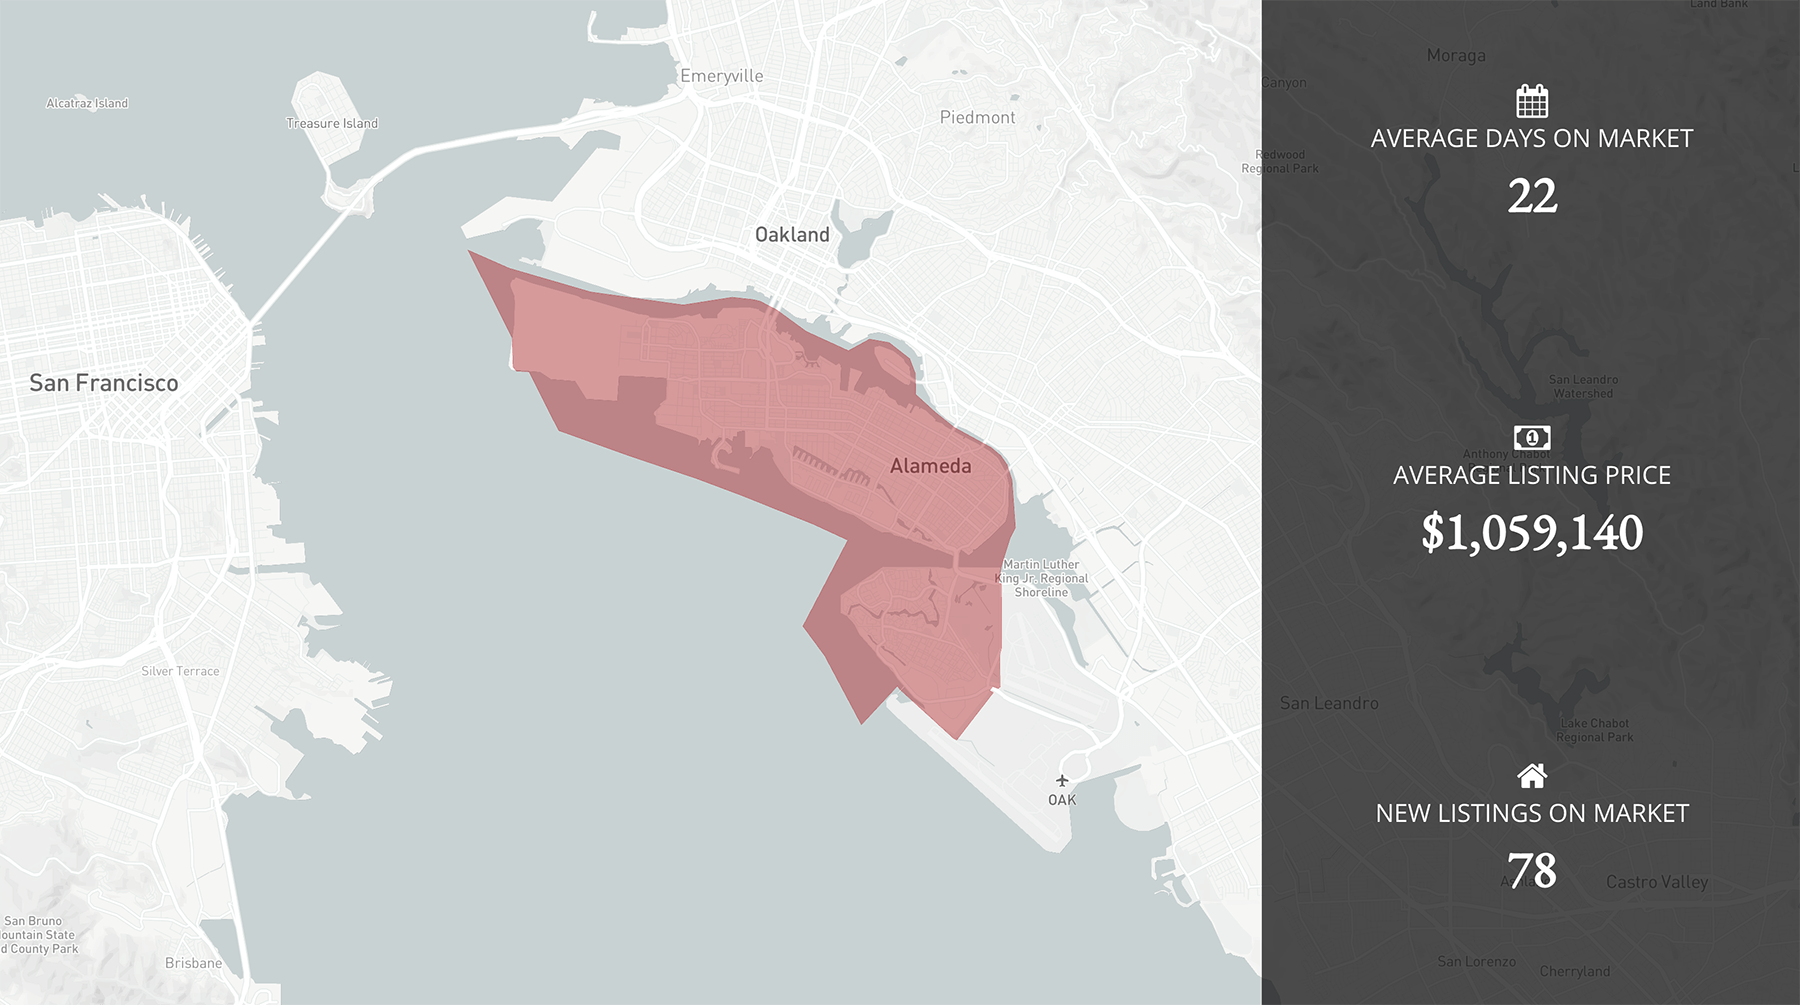 Alcatraz Island
Treasure Island
Emeryville
Piedmont
Oakland
San Francisco
Alameda
Martin Luther
King Jr. Regional
Shoreline
Silver Terrace
OAK
San Bruno
ountain State
d County Park
Brisbane
Land Bank
Moraga
Canyon
Redwood
Regional Park
AVERAGE DAYS ON MARKET
22
San Leandro
Watershed
Anthony Chabot
1
AVERAGE LISTING PRICE
$1,059,140
San Leandro
Lake Chabot
Regional Park
NEW LISTINGS ON MARKET
78
Castro Valley
San Lorenzo
Cherryland